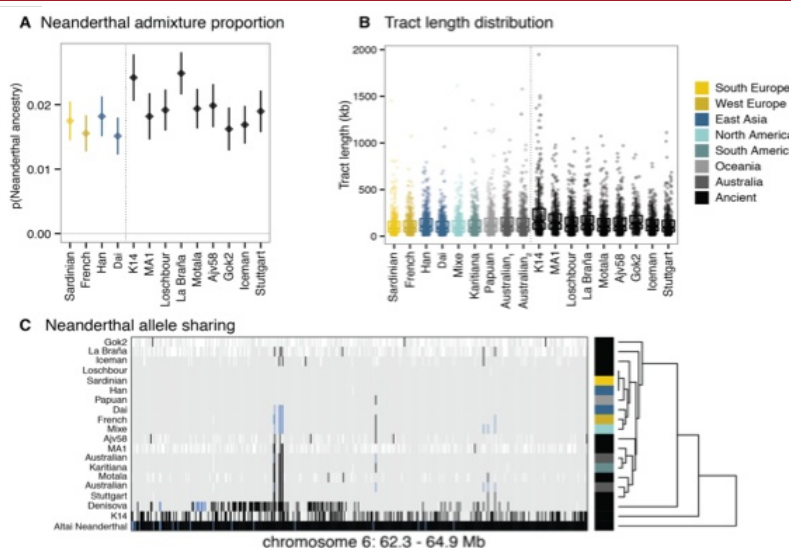 A Neanderthal admixture proportion
p(Neanderthal ancestry)
0.02
0.01
0.00
Sardinian
French
Han
Dai
K14
MA1
Loschbour
La Braña
Motala
Ajv58
Gok2
Iceman
Stuttgart
B Tract length distribution
Tract length (kb)
2000
1500
1000
500
0
Sardinian
French
Han
Dai
Mixe
Karitiana
Papuan
Australian
Australian
K14
MA1
Loschbour
La Braña
Motala
Ajv58
Gok2
Iceman
Stuttgart
South Europe
West Europe
East Asia
North Americ
South Americ
Oceania
Australia
Ancient
C Neanderthal allele sharing
Gok2
La Braña
Iceman
Loschbour
Sardinian
Han
Papuan
Dai
French
Mixe
Ajv58
MA1
Australian
Karitiana
Motala
Australian
Stuttgart
Denisova
K14
Altai Neanderthal
chromosome 6: 62.3 - 64.9 Mb